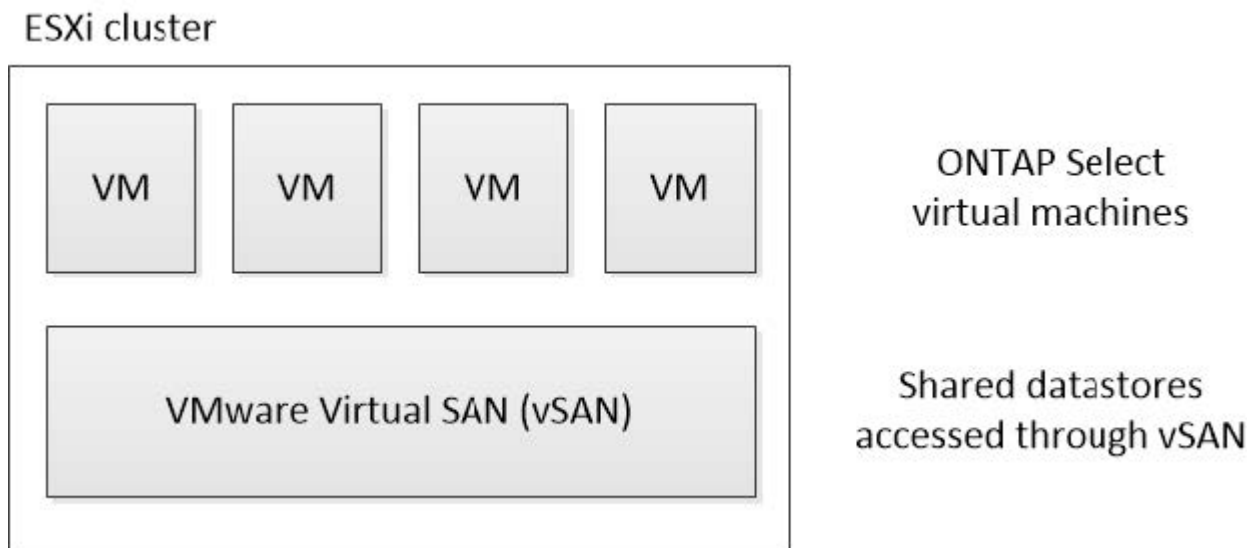 ESXi cluster
VM VM VM VM
ONTAP Select
virtual machines
VMware Virtual SAN (vSAN)
Shared datastores
accessed through vSAN